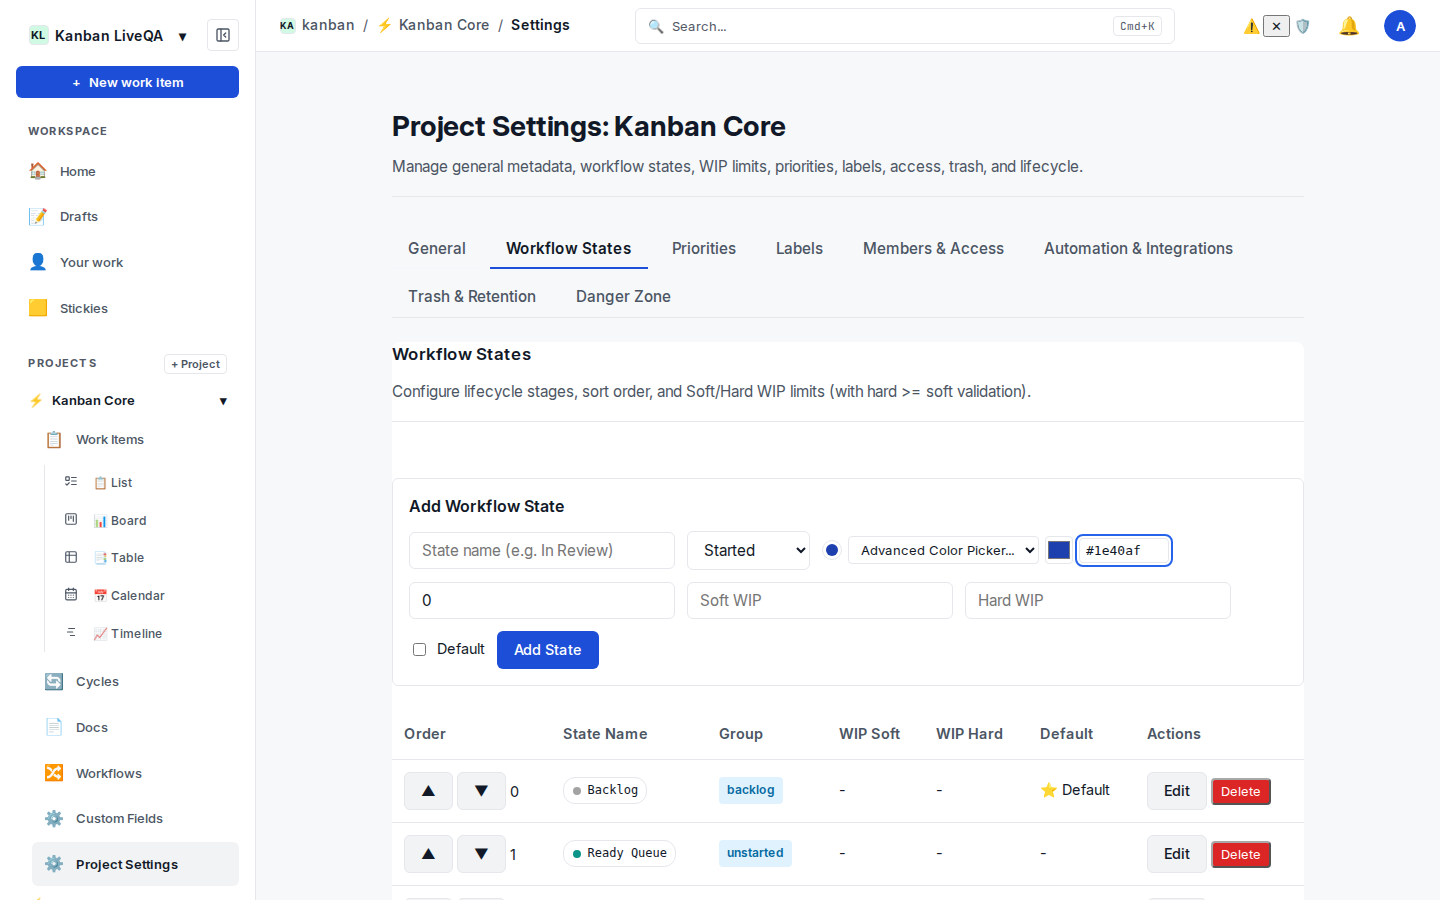 KL Kanban LiveQA ▼
+ New work item
WORKSPACE
Home
Drafts
Your work
Stickies
PROJECTS
+ Project
Kanban Core ▼
Work Items
List
Board
Table
Calendar
Timeline
Cycles
Docs
Workflows
Custom Fields
Project Settings
KA kanban / ⚡ Kanban Core / Settings
Search...
Cmd+K
✕
A
Project Settings: Kanban Core
Manage general metadata, workflow states, WIP limits, priorities, labels, access, trash, and lifecycle.
General Workflow States Priorities Labels Members & Access Automation & Integrations
Trash & Retention Danger Zone
Workflow States
Configure lifecycle stages, sort order, and Soft/Hard WIP limits (with hard >= soft validation).
Add Workflow State
State name (e.g. In Review) Started Advanced Color Picker... #1e40af
0 Soft WIP Hard WIP
Default Add State
Order State Name Group WIP Soft WIP Hard Default Actions
▲ ▼ 0 Backlog backlog - - ⭐ Default Edit Delete
▲ ▼ 1 Ready Queue unstarted - - - Edit Delete